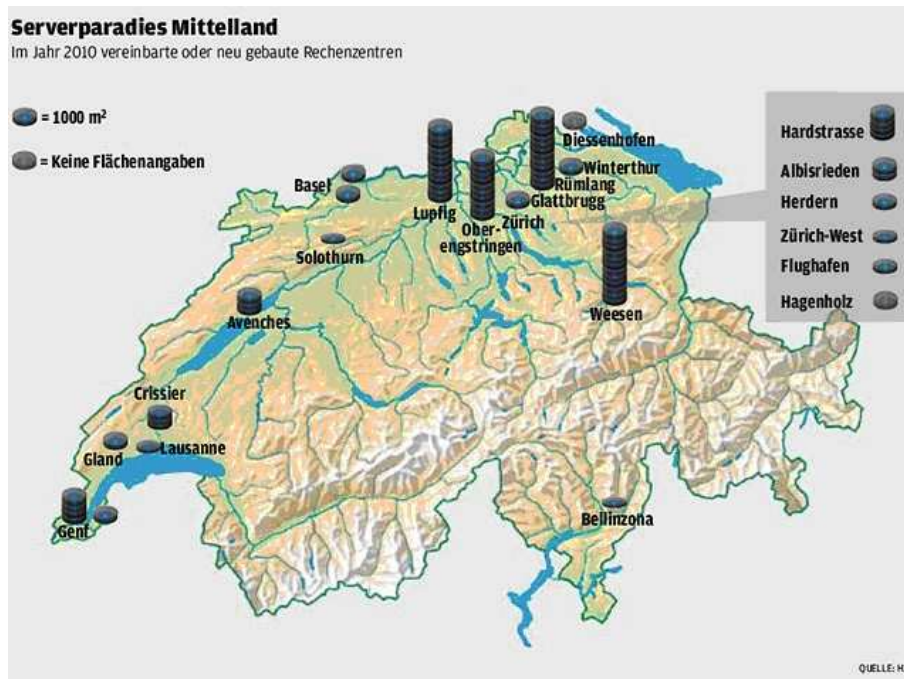 Serverparadies Mittelland
Im Jahr 2010 vereinbarte oder neu gebaute Rechenzentren
= 1000 m²
= Keine Flächenangaben
Diessenhofen
Basel
Winterthur
Rümlang
Glattbrugg
Lupfig
Zürich
Ober-
engstringen
Solothurn
Weesen
Avenches
Crissier
Gland
Lausanne
Genf
Bellinzona
Hardstrasse
Albisrieden
Herdern
Zürich-West
Flughafen
Hagenholz
QUELLE: H